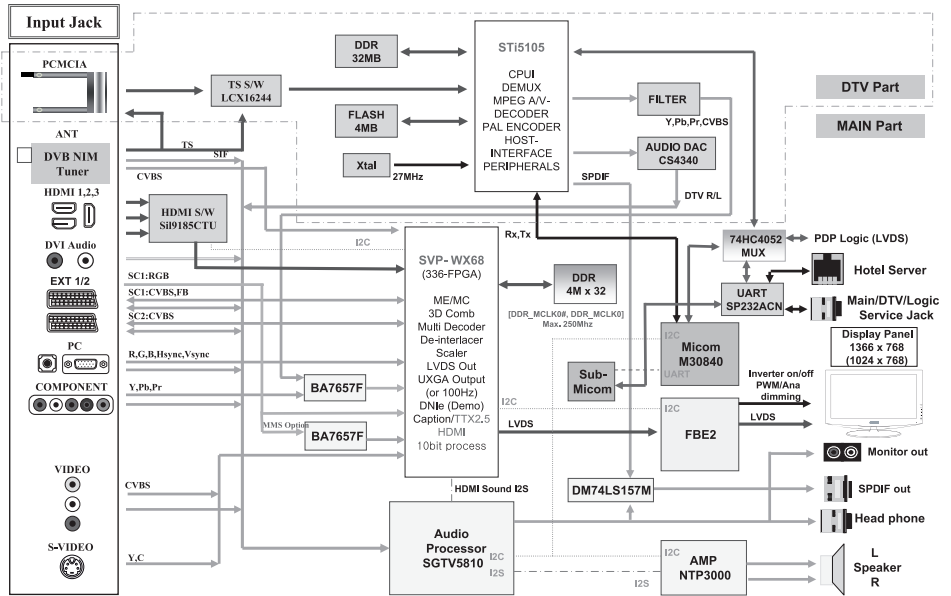 Input Jack
PCMCIA
ANT
DVB NIM
Tuner
HDMI 1,2,3
DVI Audio
EXT 1/2
PC
COMPONENT
VIDEO
S-VIDEO
TS S/W
LCX16244
TS
SIF
CVBS
HDMI S/W
Sil9185CTU
SC1:RGB
SC1:CVBS,FB
SC2:CVBS
R,G,B,Hsync,Vsync
Y,Pb,Pr
CVBS
Y,C
DDR
32MB
FLASH
4MB
Xtal
27MHz
STi5105
CPUI
DEMUX
MPEG A/V-
DECODER
PAL ENCODER
HOST-
INTERFACE
PERIPHERALS
FILTER
Y,Pb,Pr,CVBS
AUDIO DAC
CS4340
SPDIF
DTV R/L
Rx,Tx
DTV Part
MAIN Part
I2C
SVP-WX68
(336-FPGA)
ME/MC
3D Comb
Multi Decoder
De-interlacer
Scaler
LVDS Out
UXGA Output
(or 100Hz)
DNIe (Demo)
Caption/TTX2.5
HDMI
10bit process
BA7657F
MMS Option
BA7657F
DDR
4M x 32
[DDR_MCLK0#, DDR_MCLK0]
Max. 250Mhz
74HC4052
MUX
PDP Logic (LVDS)
UART
SP232ACN
Hotel Server
Main/DTV/Logic
Service Jack
I2C
Micom
M30840
UART
Sub-
Micom
Display Panel
1366 x 768
(1024 x 768)
Inverter on/off
PWM/Ana
dimming
LVDS
I2C
I2C
FBE2
LVDS
HDMI Sound I2S
DM74LS157M
Monitor out
SPDIF out
Head phone
Audio
Processor
SGTV5810
I2C
I2S
I2C
AMP
NTP3000
I2S
L
Speaker
R